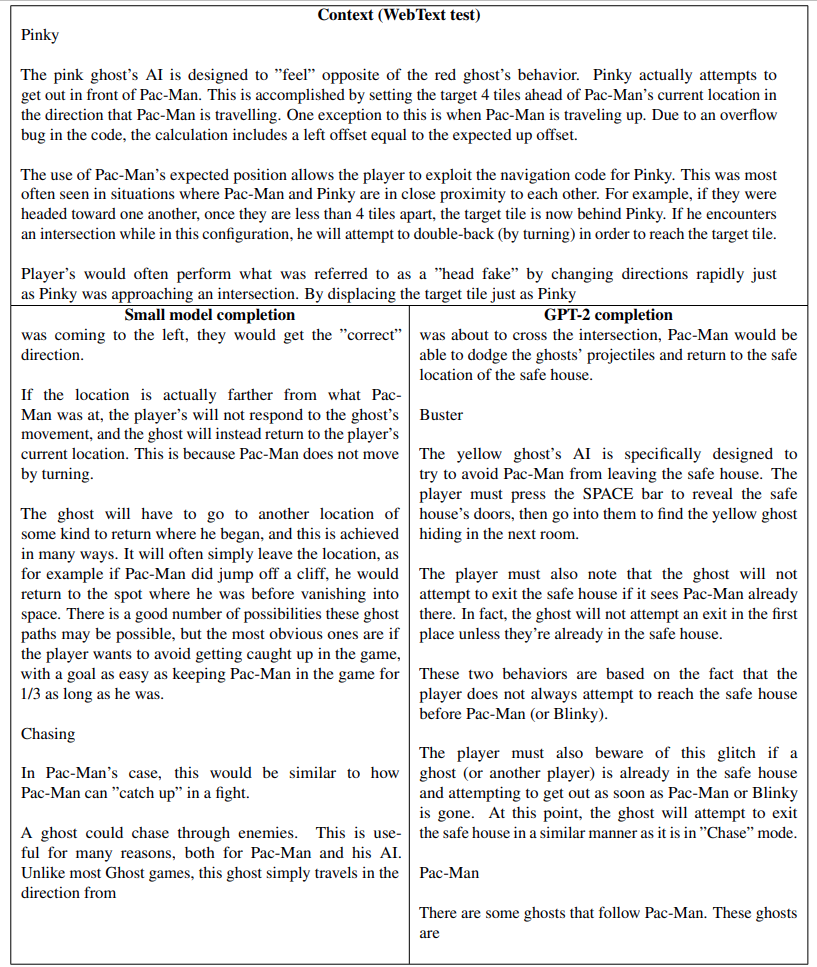 Context (WebText test)
Pinky
The pink ghost's AI is designed to ”feel” opposite of the red ghost's behavior. Pinky actually attempts to
get out in front of Pac-Man. This is accomplished by setting the target 4 tiles ahead of Pac-Man's current location in
the direction that Pac-Man is travelling. One exception to this is when Pac-Man is traveling up. Due to an overflow
bug in the code, the calculation includes a left offset equal to the expected up offset.
The use of Pac-Man's expected position allows the player to exploit the navigation code for Pinky. This was most
often seen in situations where Pac-Man and Pinky are in close proximity to each other. For example, if they were
headed toward one another, once they are less than 4 tiles apart, the target tile is now behind Pinky. If he encounters
an intersection while in this configuration, he will attempt to double-back (by turning) in order to reach the target tile.
Player's would often perform what was referred to as a ”head fake” by changing directions rapidly just
as Pinky was approaching an intersection. By displacing the target tile just as Pinky
Small model completion
was coming to the left, they would get the ”correct”
direction.
If the location is actually farther from what Pac-
Man was at, the player's will not respond to the ghost's
movement, and the ghost will instead return to the player's
current location. This is because Pac-Man does not move
by turning.
The ghost will have to go to another location of
some kind to return where he began, and this is achieved
in many ways. It will often simply leave the location, as
for example if Pac-Man did jump off a cliff, he would
return to the spot where he was before vanishing into
space. There is a good number of possibilities these ghost
paths may be possible, but the most obvious ones are if
the player wants to avoid getting caught up in the game,
with a goal as easy as keeping Pac-Man in the game for
1/3 as long as he was.
Chasing
In Pac-Man's case, this would be similar to how
Pac-Man can ”catch up” in a fight.
A ghost could chase through enemies. This is use-
ful for many reasons, both for Pac-Man and his AI.
Unlike most Ghost games, this ghost simply travels in the
direction from
GPT-2 completion
was about to cross the intersection, Pac-Man would be
able to dodge the ghosts' projectiles and return to the safe
location of the safe house.
Buster
The yellow ghost's AI is specifically designed to
try to avoid Pac-Man from leaving the safe house. The
player must press the SPACE bar to reveal the safe
house's doors, then go into them to find the yellow ghost
hiding in the next room.
The player must also note that the ghost will not
attempt to exit the safe house if it sees Pac-Man already
there. In fact, the ghost will not attempt an exit in the first
place unless they're already in the safe house.
These two behaviors are based on the fact that the
player does not always attempt to reach the safe house
before Pac-Man (or Blinky).
The player must also beware of this glitch if a
ghost (or another player) is already in the safe house
and attempting to get out as soon as Pac-Man or Blinky
is gone. At this point, the ghost will attempt to exit
the safe house in a similar manner as it is in ”Chase” mode.
Pac-Man
There are some ghosts that follow Pac-Man. These ghosts
are